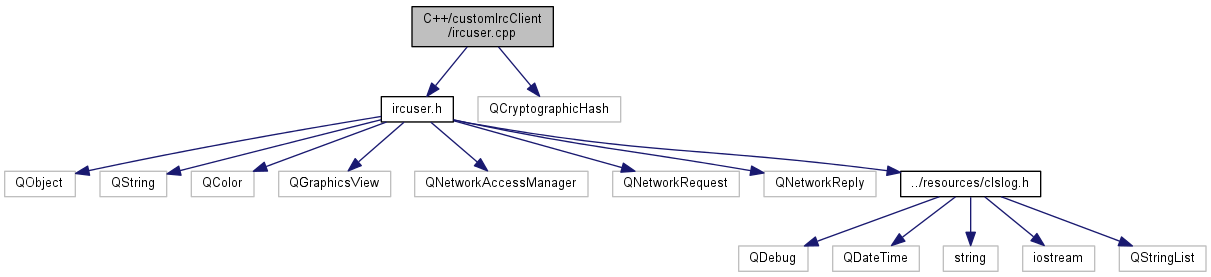 C++/customIrcClient
/ircuser.cpp
ircuser.h
QCryptographicHash
QObject
QString
QColor
QGraphicsView
QNetworkAccessManager
QNetworkRequest
QNetworkReply
../resources/clslog.h
QDebug
QDateTime
string
iostream
QStringList